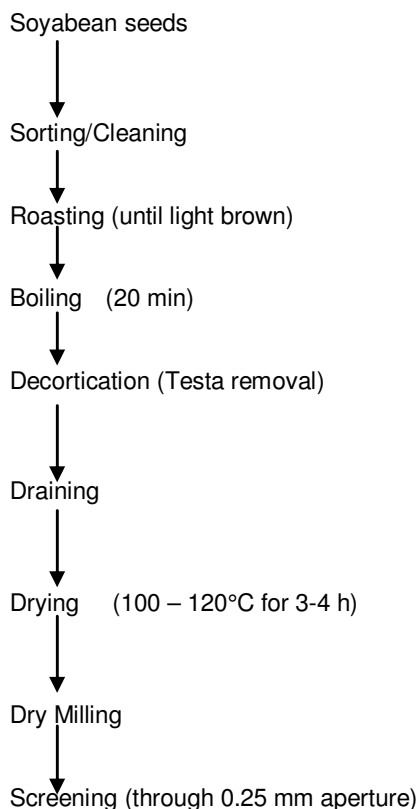 Soyabean seeds
Sorting/Cleaning
Roasting (until light brown)
Boiling (20 min)
Decortication (Testa removal)
Draining
Drying (100 – 120°C for 3-4 h)
Dry Milling
Screening (through 0.25 mm aperture)